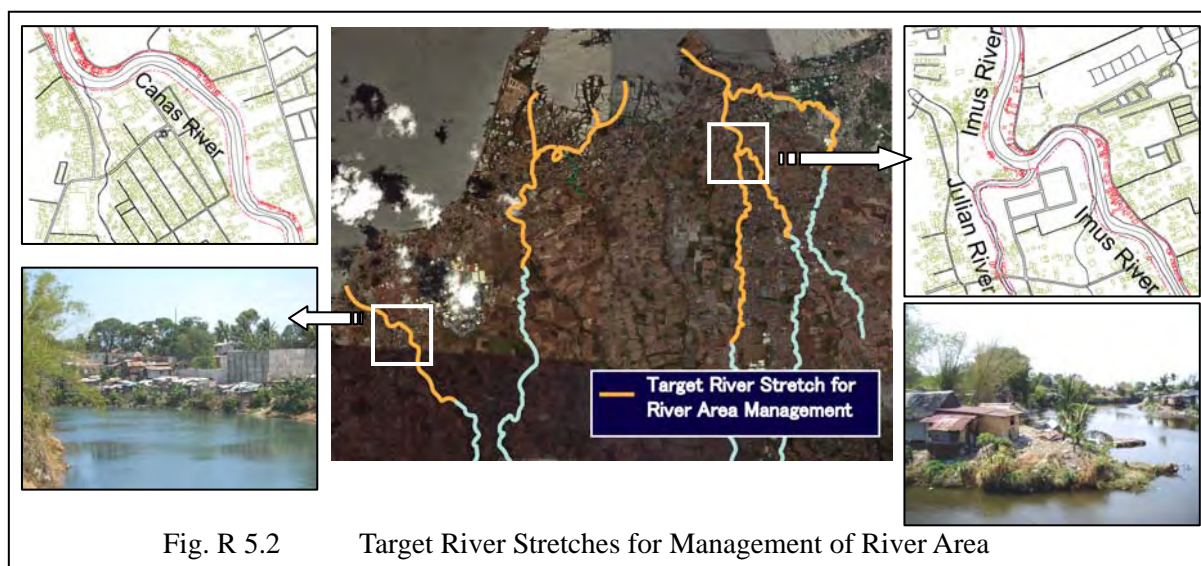 Canas River
Imus River
Julian River
Imus River
Target River Stretch for
River Area Management
Fig. R 5.2 Target River Stretches for Management of River Area